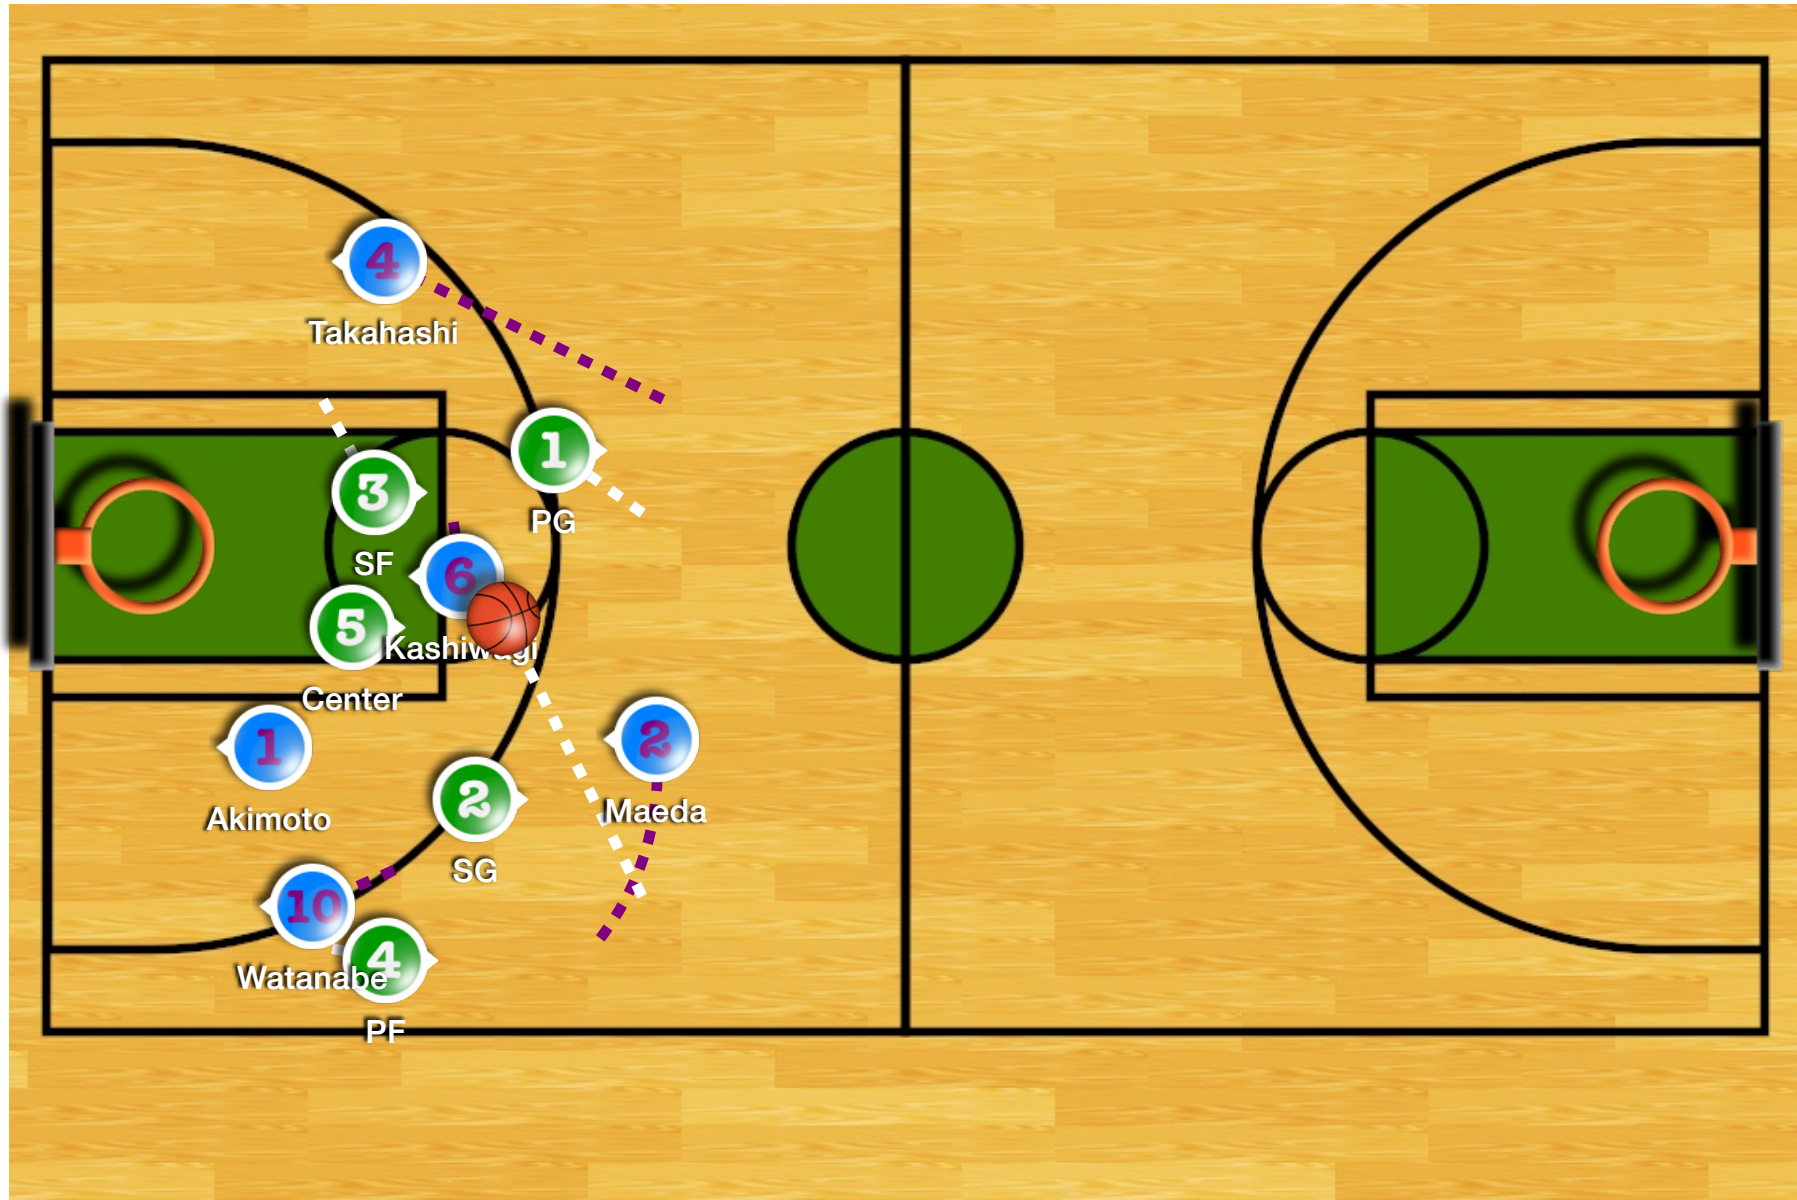 4
Takahashi
1
PG
3
SF
6
Kashiwagi
5
Center
1
Akimoto
2
Maeda
2
SG
10
Watanabe
4
PF